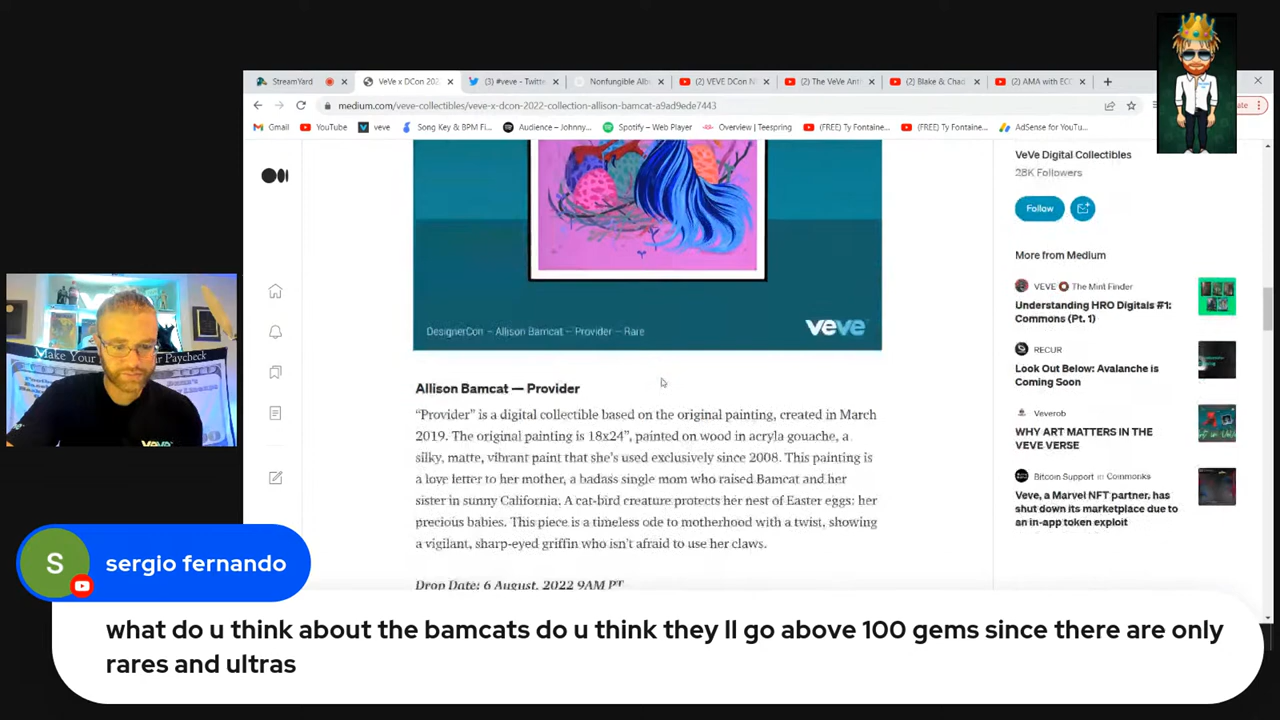 StreamYard
VeVe x DCon 202
(3) #veve - Twitte
Nonfungible Alb
(2) VEVE DCon N
(2) The VeVe Ant
(2) Blake & Chad
(2) AMA with EC
medium.com/veve-collectibles/veve-x-dcon-2022-collection-allison-bamcat-a9ad9ede7443
Gmail
YouTube
veve
Song Key & BPM Fi...
Audience – Johnny...
Spotify – Web Player
Overview | Teespring
(FREE) Ty Fontaine...
(FREE) Ty Fontaine...
AdSense for YouTu...
DesignerCon – Allison Bamcat – Provider – Rare
veve
Allison Bamcat — Provider
“Provider” is a digital collectible based on the original painting, created in March
2019. The original painting is 18x24”, painted on wood in acryla gouache, a
silky, matte, vibrant paint that she’s used exclusively since 2008. This painting is
a love letter to her mother, a badass single mom who raised Bamcat and her
sister in sunny California. A cat-bird creature protects her nest of Easter eggs: her
precious babies. This piece is a timeless ode to motherhood with a twist, showing
a vigilant, sharp-eyed griffin who isn’t afraid to use her claws.
Drop Date: 6 August, 2022 9AM PT
VeVe Digital Collectibles
28K Followers
Follow
More from Medium
VEVE The Mint Finder
Understanding HRO Digitals #1:
Commons (Pt. 1)
RECUR
Look Out Below: Avalanche is
Coming Soon
Veverob
WHY ART MATTERS IN THE
VEVE VERSE
Bitcoin Support in Coinmonks
Veve, a Marvel NFT partner, has
shut down its marketplace due to
an in-app token exploit
Make Your
Paycheck
S
sergio fernando
what do u think about the bamcats do u think they ll go above 100 gems since there are only
rares and ultras